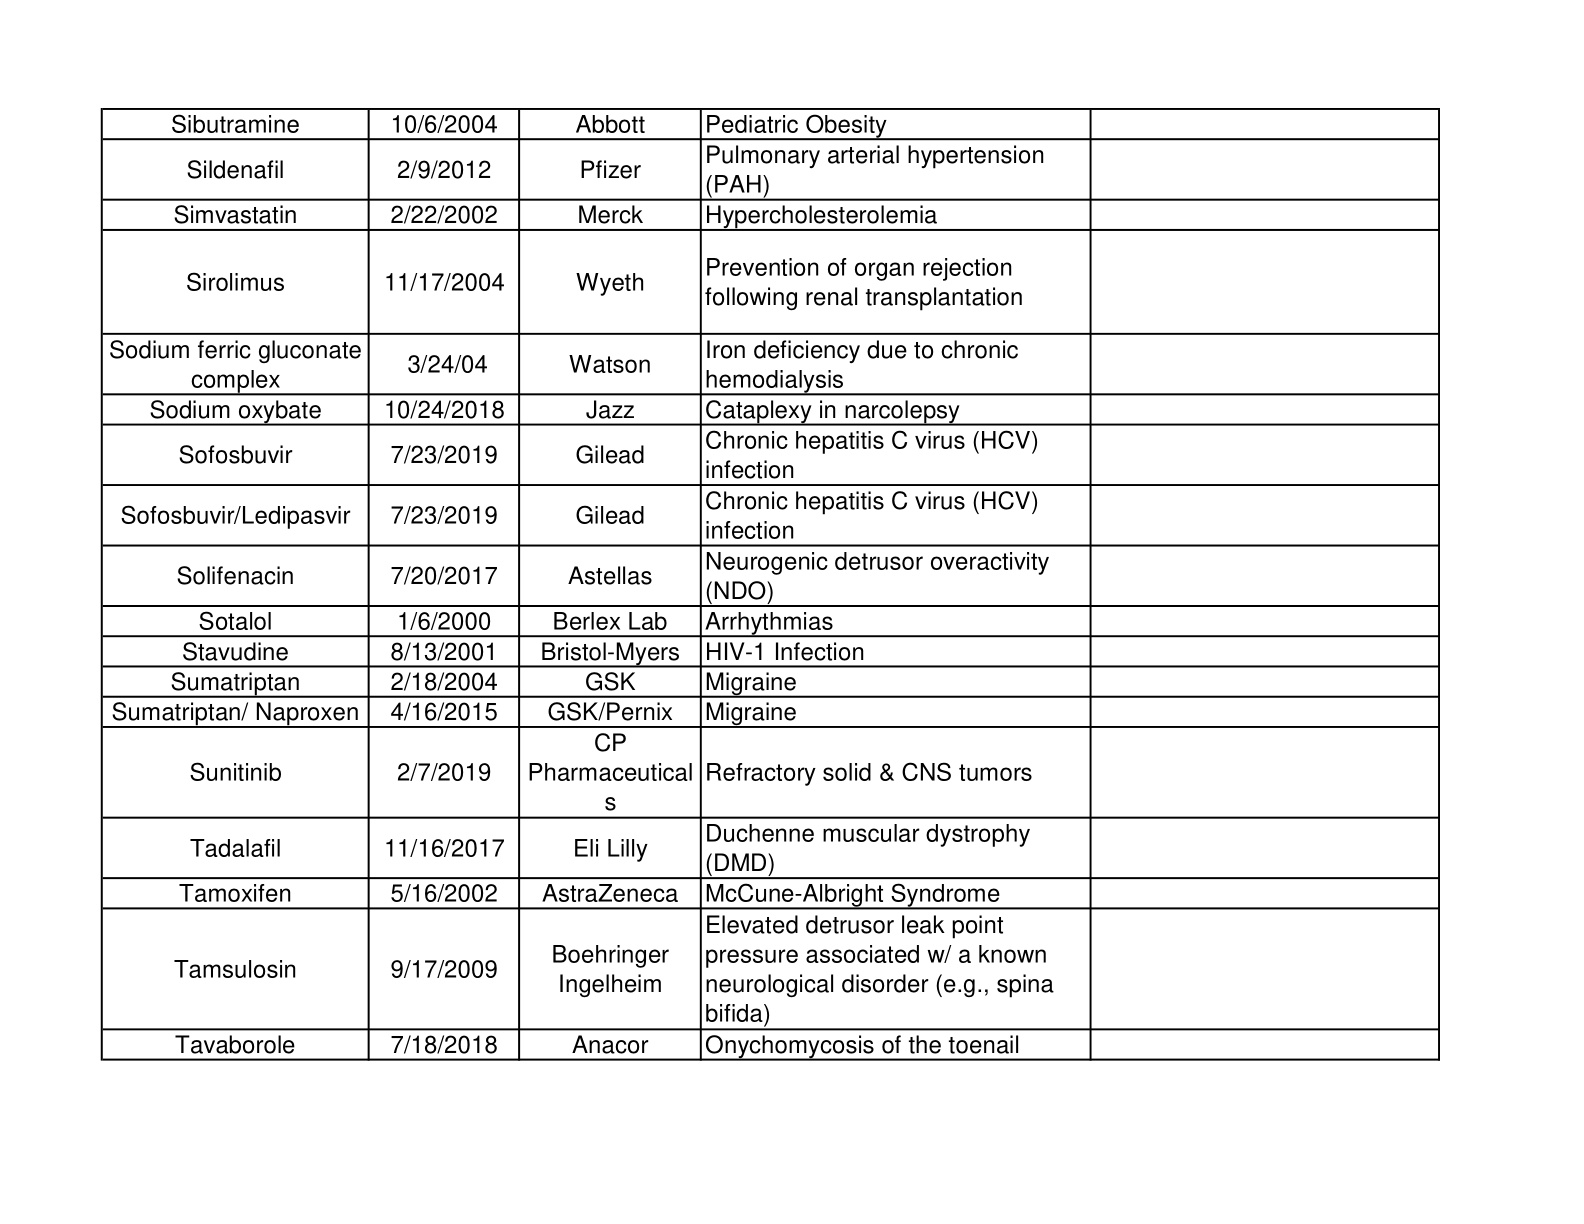 Sibutramine 10/6/2004 Abbott Pediatric Obesity
Sildenafil 2/9/2012 Pfizer Pulmonary arterial hypertension
(PAH)
Simvastatin 2/22/2002 Merck Hypercholesterolemia
Sirolimus 11/17/2004 Wyeth Prevention of organ rejection
following renal transplantation
Sodium ferric gluconate
complex 3/24/04 Watson Iron deficiency due to chronic
hemodialysis
Sodium oxybate 10/24/2018 Jazz Cataplexy in narcolepsy
Sofosbuvir 7/23/2019 Gilead Chronic hepatitis C virus (HCV)
infection
Sofosbuvir/Ledipasvir 7/23/2019 Gilead Chronic hepatitis C virus (HCV)
infection
Solifenacin 7/20/2017 Astellas Neurogenic detrusor overactivity
(NDO)
Sotalol 1/6/2000 Berlex Lab Arrhythmias
Stavudine 8/13/2001 Bristol-Myers HIV-1 Infection
Sumatriptan 2/18/2004 GSK Migraine
Sumatriptan/ Naproxen 4/16/2015 GSK/Pernix Migraine
Sunitinib 2/7/2019 CP
Pharmaceutical
s Refractory solid & CNS tumors
Tadalafil 11/16/2017 Eli Lilly Duchenne muscular dystrophy
(DMD)
Tamoxifen 5/16/2002 AstraZeneca McCune-Albright Syndrome
Tamsulosin 9/17/2009 Boehringer
Ingelheim Elevated detrusor leak point
pressure associated w/ a known
neurological disorder (e.g., spina
bifida)
Tavaborole 7/18/2018 Anacor Onychomycosis of the toenail